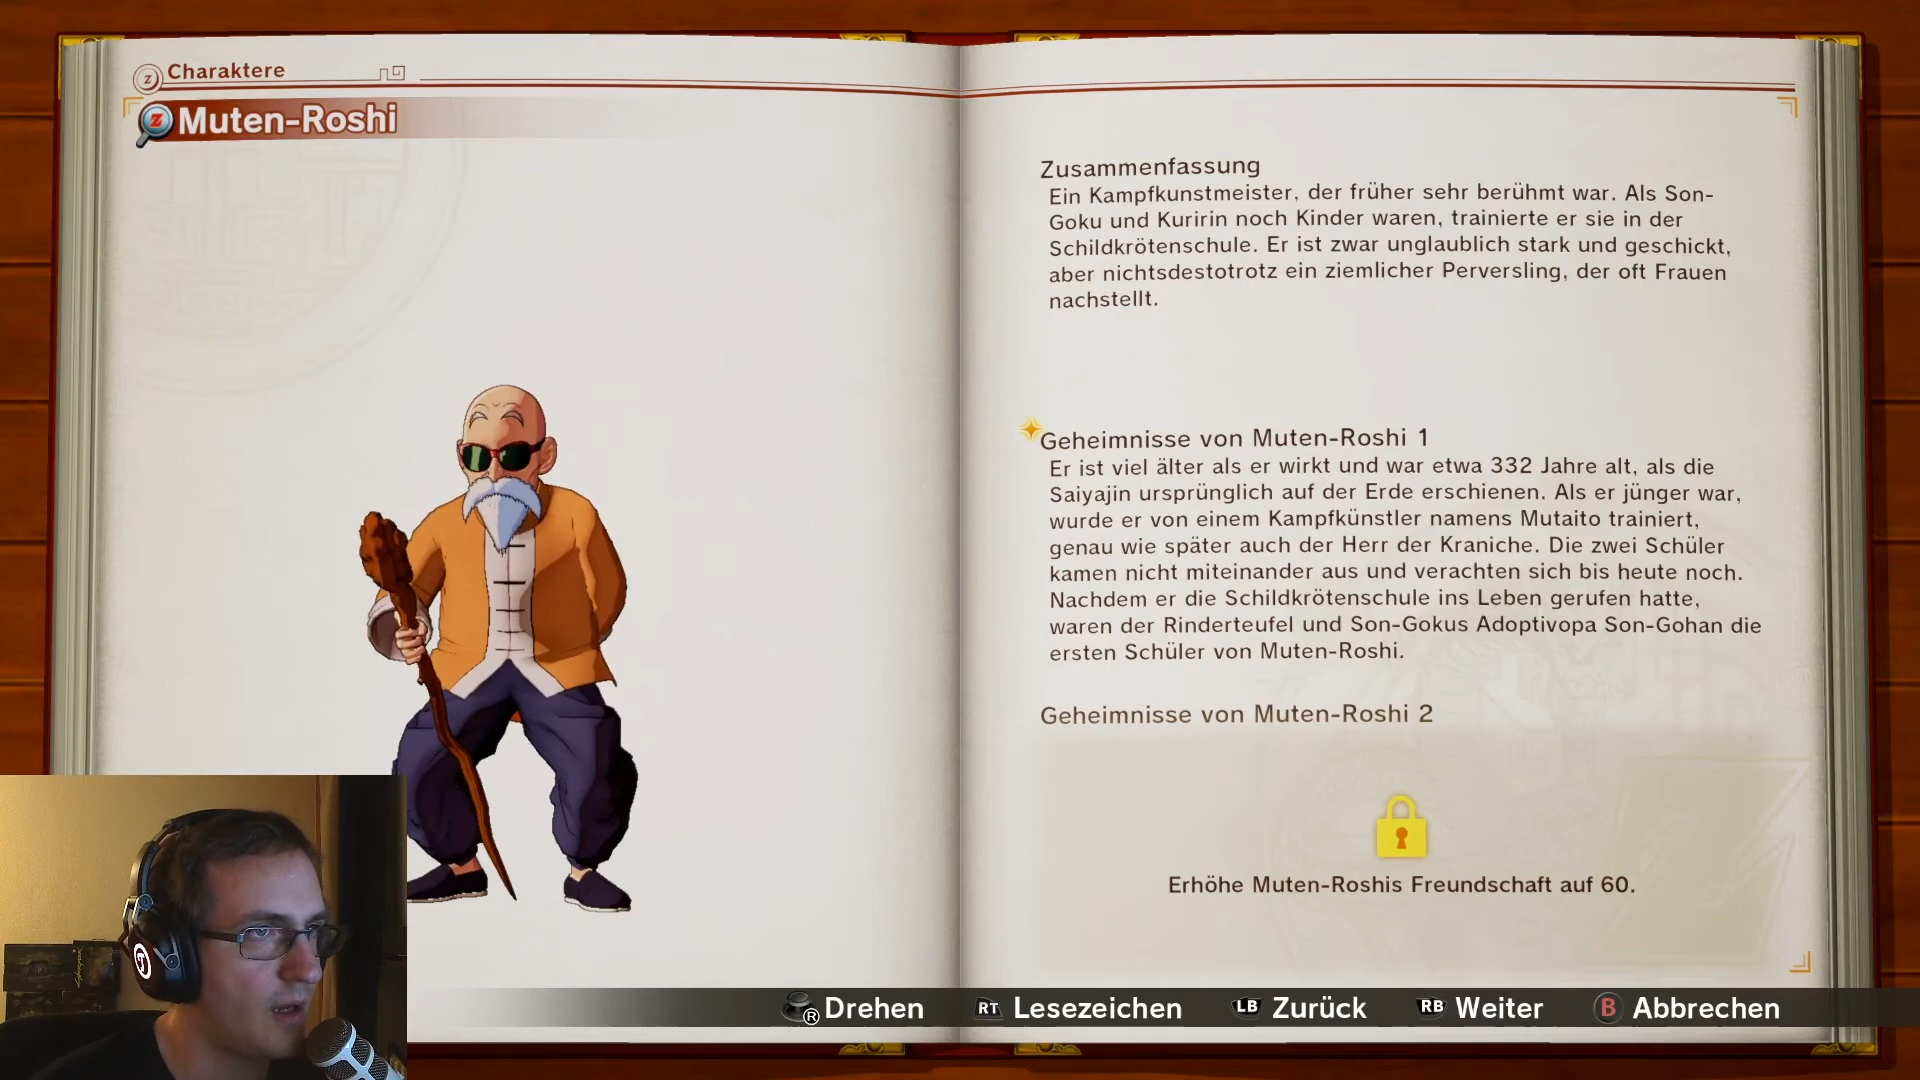 Charaktere
Muten-Roshi
Zusammenfassung
Ein Kampfkunstmeister, der früher sehr berühmt war. Als Son-
Goku und Kuririn noch Kinder waren, trainierte er sie in der
Schildkrötenschule. Er ist zwar unglaublich stark und geschickt,
aber nichtsdestotrotz ein ziemlicher Perversling, der oft Frauen
nachstellt.
Geheimnisse von Muten-Roshi 1
Er ist viel älter als er wirkt und war etwa 332 Jahre alt, als die
Saiyajin ursprünglich auf der Erde erschienen. Als er jünger war,
wurde er von einem Kampfkünstler namens Mutaito trainiert,
genau wie später auch der Herr der Kraniche. Die zwei Schüler
kamen nicht miteinander aus und verachten sich bis heute noch.
Nachdem er die Schildkrötenschule ins Leben gerufen hatte,
waren der Rinderteufel und Son-Gokus Adoptivopa Son-Gohan die
ersten Schüler von Muten-Roshi.
Geheimnisse von Muten-Roshi 2
Erhöhe Muten-Roshis Freundschaft auf 60.
R Drehen RT Lesezeichen LB Zurück RB Weiter B Abbrechen